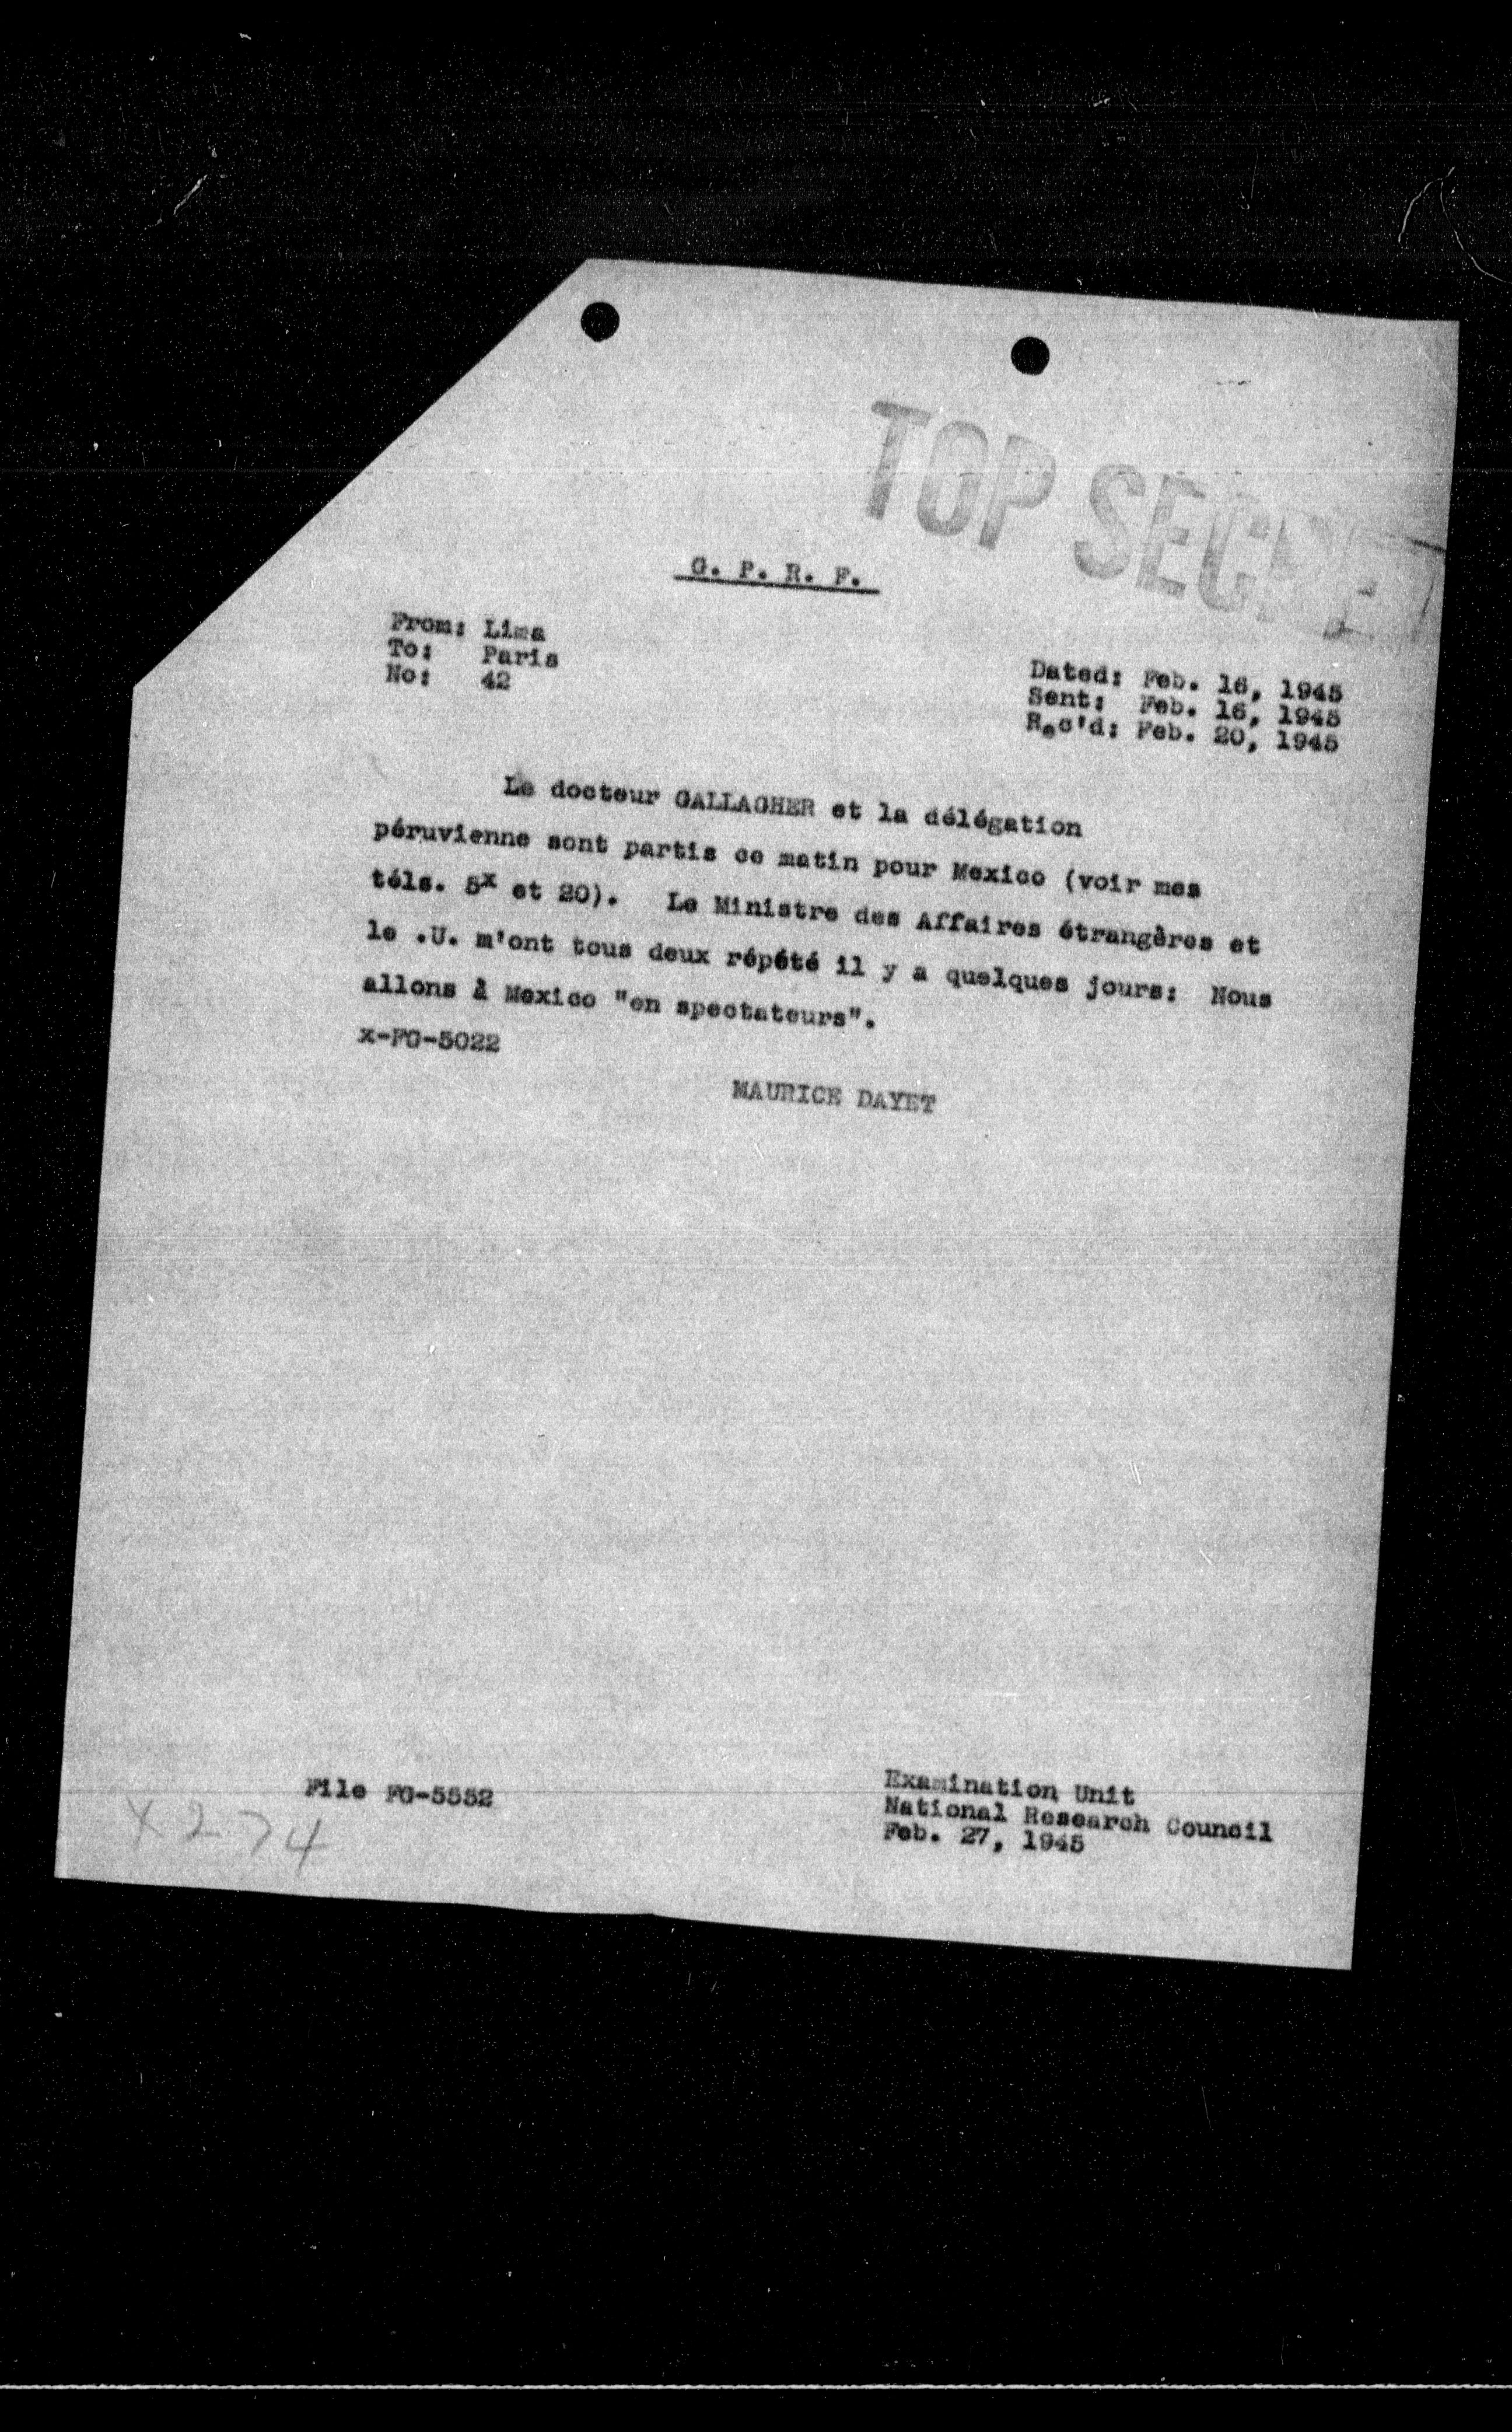 TOP SECRET
G. P. R. F.
From: Lima
To: Paris
No: 42
Dated: Feb. 16, 1945
Sent: Feb. 16, 1945
Rec'd: Feb. 20, 1945
Le docteur GALLAGHER et la délégation
péruvienne sont partis ce matin pour Mexico (voir mes
téls. 5x et 20). Le Ministre des Affaires étrangères et
le .U. m'ont tous deux répété il y a quelques jours: Nous
allons à Mexico "en spectateurs".
x-FG-5022
MAURICE DAYET
File FG-5552
X274
Examination Unit
National Research Council
Feb. 27, 1945